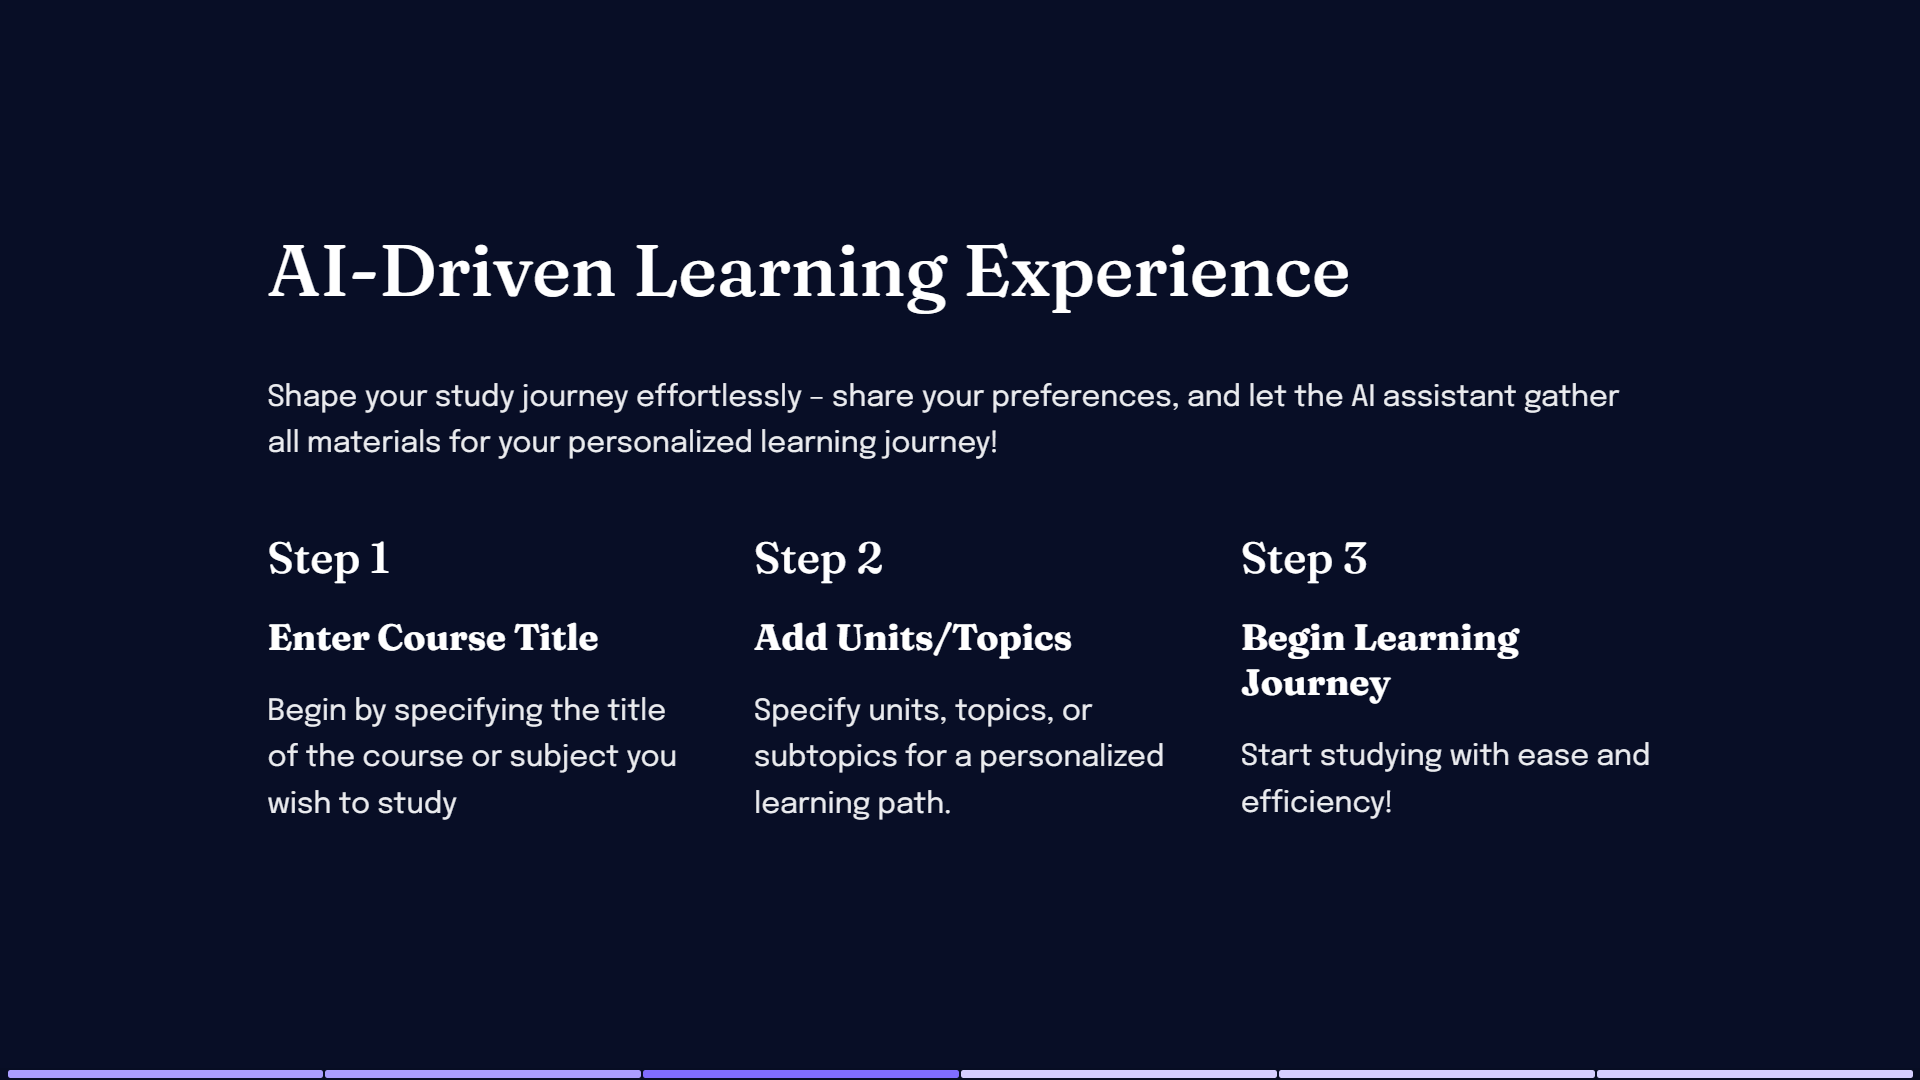 AI-Driven Learning Experience
Shape your study journey effortlessly – share your preferences, and let the AI assistant gather
all materials for your personalized learning journey!
Step 1
Enter Course Title
Begin by specifying the title
of the course or subject you
wish to study
Step 2
Add Units/Topics
Specify units, topics, or
subtopics for a personalized
learning path.
Step 3
Begin Learning
Journey
Start studying with ease and
efficiency!